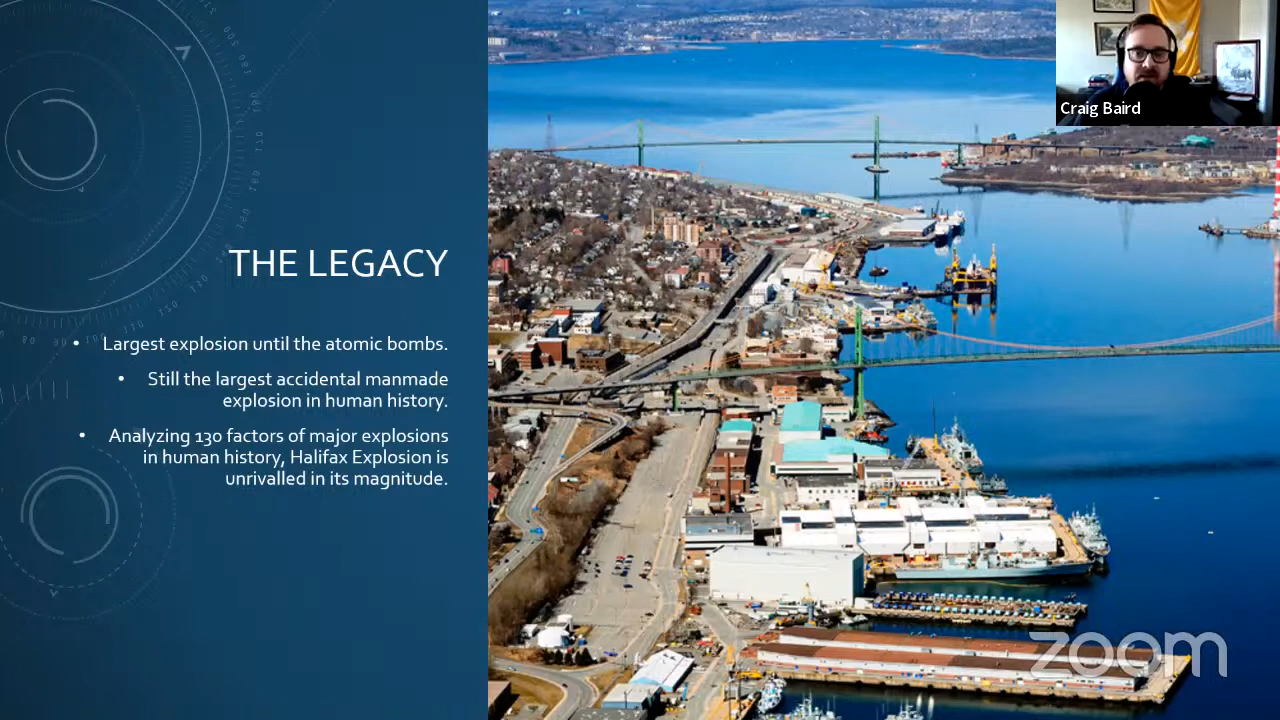 Craig Baird
THE LEGACY
• Largest explosion until the atomic bombs.
• Still the largest accidental manmade
explosion in human history.
• Analyzing 130 factors of major explosions
in human history, Halifax Explosion is
unrivalled in its magnitude.
zoom